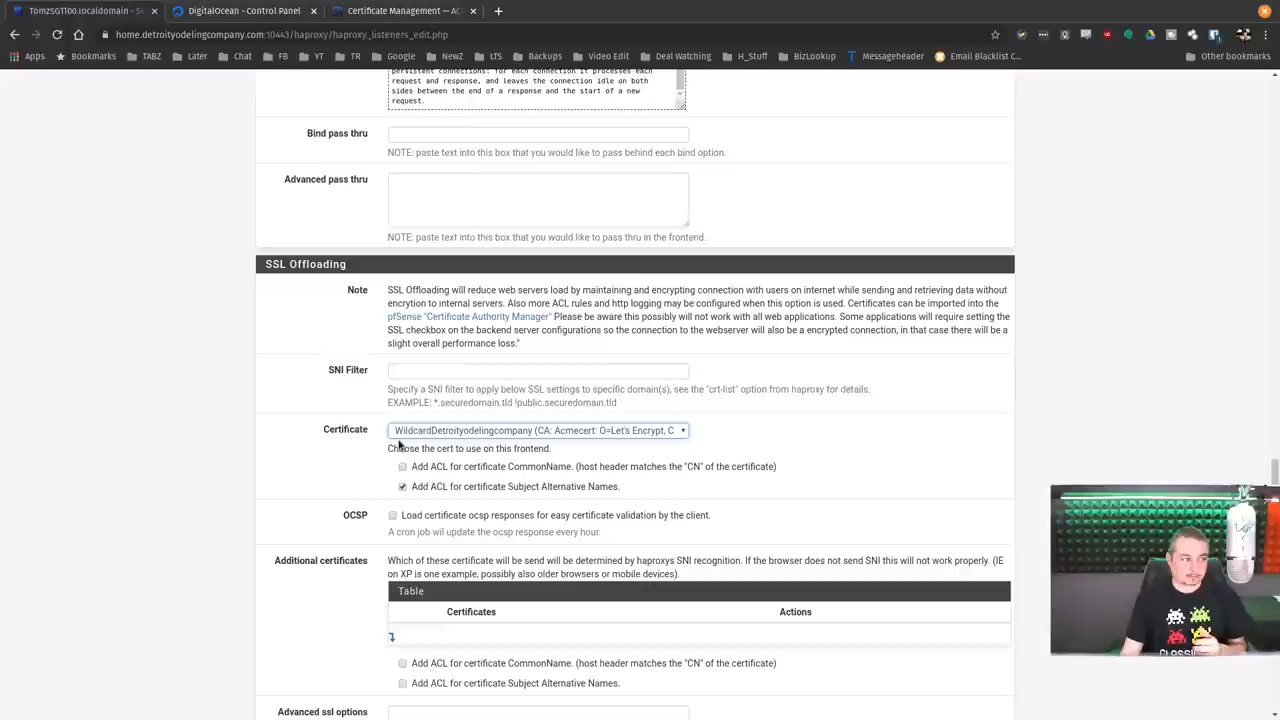 TomzSG1100.localdomain - Se
DigitalOcean - Control Panel
Certificate Management — AC
home.detroityodelingcompany.com:10443/haproxy/haproxy_listeners_edit.php
Apps Bookmarks TABZ Layer Chat FB YY TR Google NewZ LTS Backups Video Edit Deal Watching H_Stuff BizLookup Messageheader Email Blacklist C... Other bookmarks
persistent connections: for each connection it processes each
request and response, and leaves the connection idle on both
sides between the end of a response and the start of a new
request.
Bind pass thru
NOTE: paste text into this box that you would like to pass behind each bind option.
Advanced pass thru
NOTE: paste text into this box that you would like to pass thru in the frontend.
SSL Offloading
Note
SSL Offloading will reduce web servers load by maintaining and encrypting connection with users on internet while sending and retrieving data without
encrytion to internal servers. Also more ACL rules and http logging may be configured when this option is used. Certificates can be imported into the
pfSense "Certificate Authority Manager" Please be aware this possibly will not work with all web applications. Some applications will require setting the
SSL checkbox on the backend server configurations so the connection to the webserver will also be a encrypted connection, in that case there will be a
slight overall performance loss."
SNI Filter
Specify a SNI filter to apply below SSL settings to specific domain(s), see the "crt-list" option from haproxy for details.
EXAMPLE: *.securedomain.tld !public.securedomain.tld
Certificate
WildcardDetroityodelingcompany (CA: Acmecert: O=Let's Encrypt, C
Choose the cert to use on this frontend.
Add ACL for certificate CommonName. (host header matches the "CN" of the certificate)
Add ACL for certificate Subject Alternative Names.
OCSP
Load certificate ocsp responses for easy certificate validation by the client.
A cron job wil update the ocsp response every hour.
Additional certificates
Which of these certificate will be send will be determined by haproxys SNI recognition. If the browser does not send SNI this will not work properly. (IE
on XP is one example, possibly also older browsers or mobile devices).
Table
Certificates Actions
Add ACL for certificate CommonName. (host header matches the "CN" of the certificate)
Add ACL for certificate Subject Alternative Names.
Advanced ssl options
CLASSIC